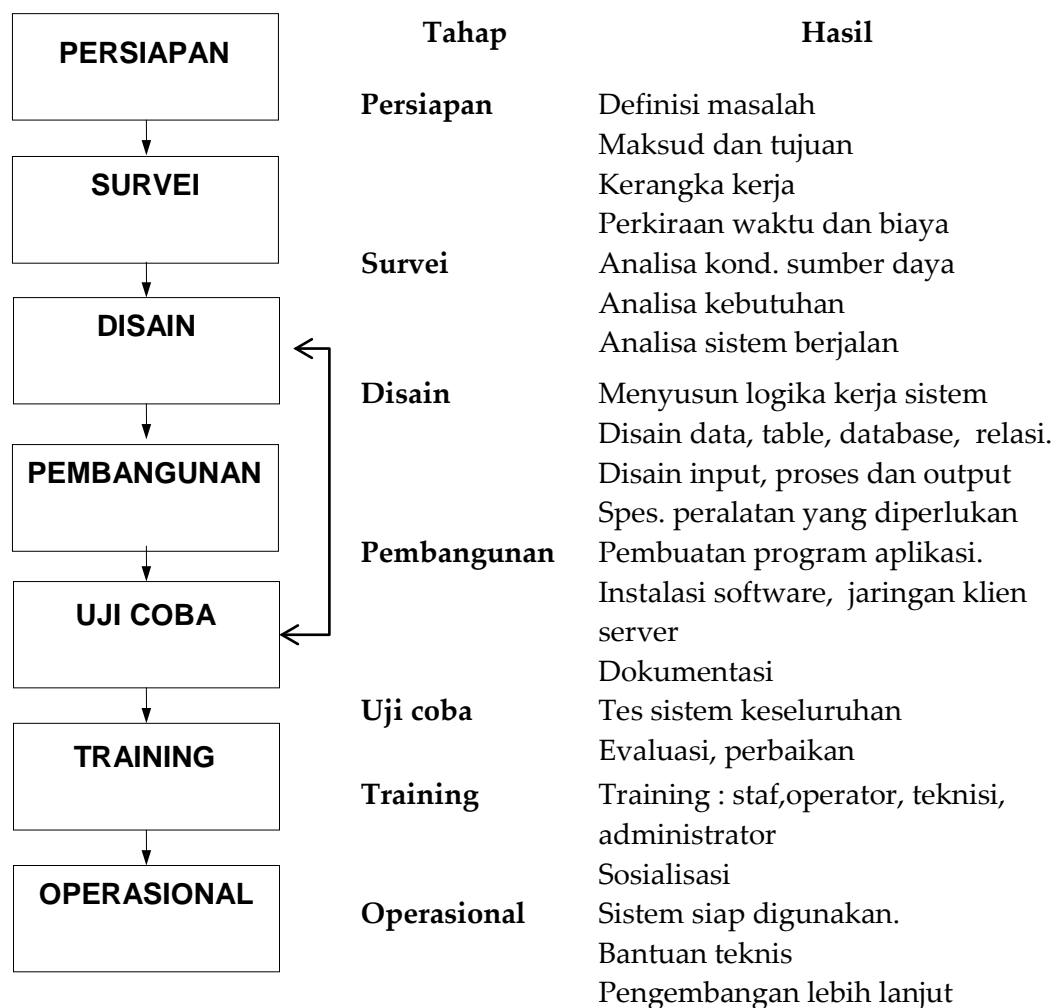 PERSIAPAN
SURVEI
DISAIN
PEMBANGUNAN
UJI COBA
TRAINING
OPERASIONAL
Tahap Hasil
Persiapan Definisi masalah
Maksud dan tujuan
Kerangka kerja
Perkiraan waktu dan biaya
Survei Analisa kond. sumber daya
Analisa kebutuhan
Analisa sistem berjalan
Disain Menyusun logika kerja sistem
Disain data, table, database, relasi.
Disain input, proses dan output
Spes. peralatan yang diperlukan
Pembangunan Pembuatan program aplikasi.
Instalasi software, jaringan klien
server
Dokumentasi
Uji coba Tes sistem keseluruhan
Evaluasi, perbaikan
Training Training : staf,operator, teknisi,
administrator
Sosialisasi
Operasional Sistem siap digunakan.
Bantuan teknis
Pengembangan lebih lanjut